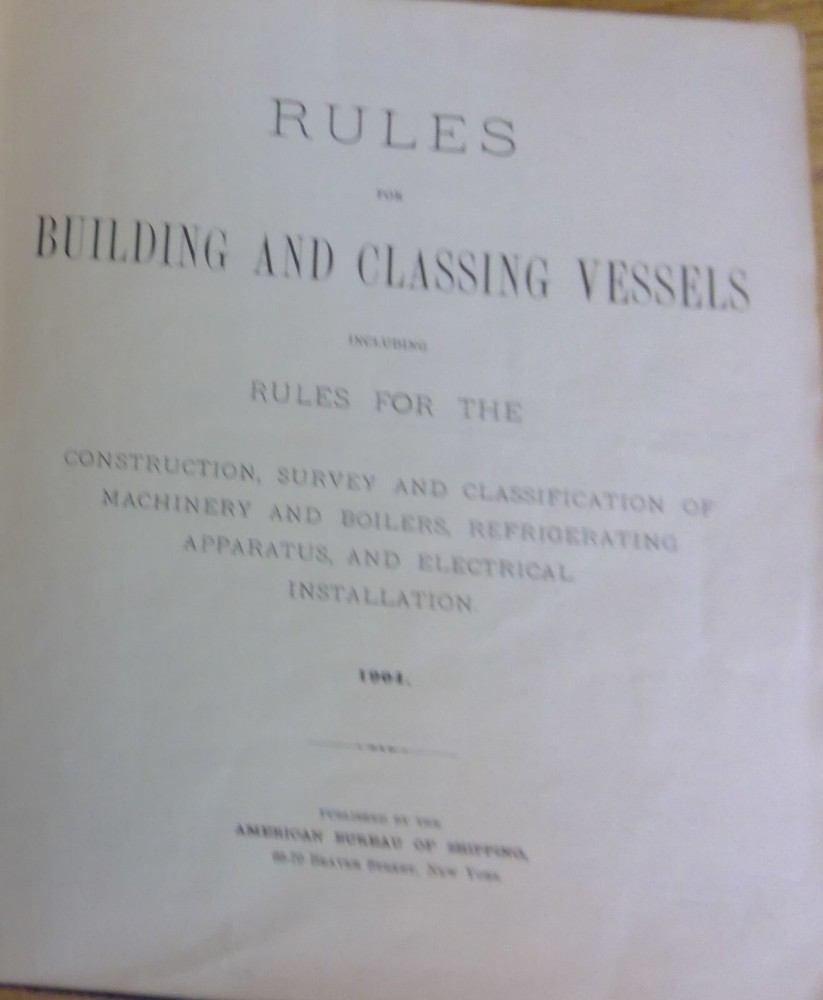 RULES
FOR
BUILDING AND CLASSING VESSELS
INCLUDING
RULES FOR THE
CONSTRUCTION, SURVEY AND CLASSIFICATION OF
MACHINERY AND BOILERS, REFRIGERATING
APPARATUS, AND ELECTRICAL
INSTALLATION.
1904.
PUBLISHED BY THE
AMERICAN BUREAU OF SHIPPING,
Beaver Street, New York